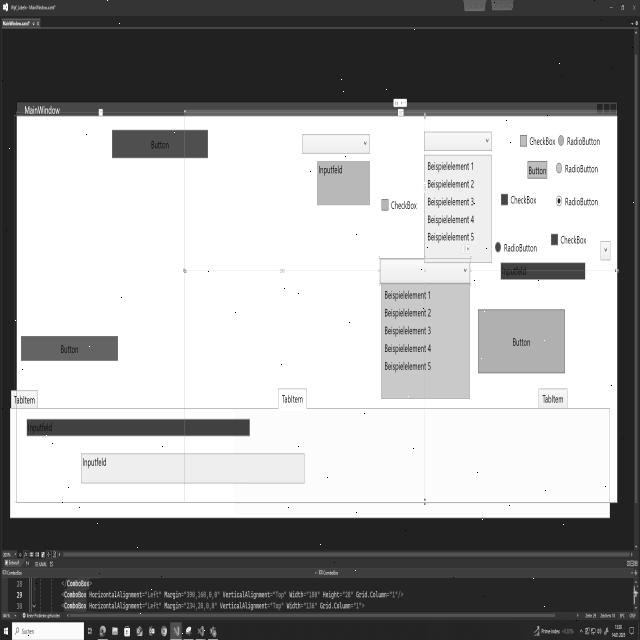 MainWindow.xaml*
MainWindow
Button
Inputfeld
CheckBox
Beispielelement 1
Beispielelement 2
Beispielelement 3
Beispielelement 4
Beispielelement 5
CheckBox RadioButton
Button RadioButton
CheckBox RadioButton
RadioButton CheckBox
Inputfeld
Beispielelement 1
Beispielelement 2
Beispielelement 3
Beispielelement 4
Beispielelement 5
Button
Button
TabItem TabItem TabItem
Inputfeld
Inputfeld
ComboBox ComboBox
28 </ComboBox>
29 <ComboBox HorizontalAlignment="Left" Margin="390,160,0,0" VerticalAlignment="Top" Width="180" Height="28" Grid.Column="1"/>
30 <ComboBox HorizontalAlignment="Left" Margin="234,28,0,0" VerticalAlignment="Top" Width="136" Grid.Column="1">
Suchen